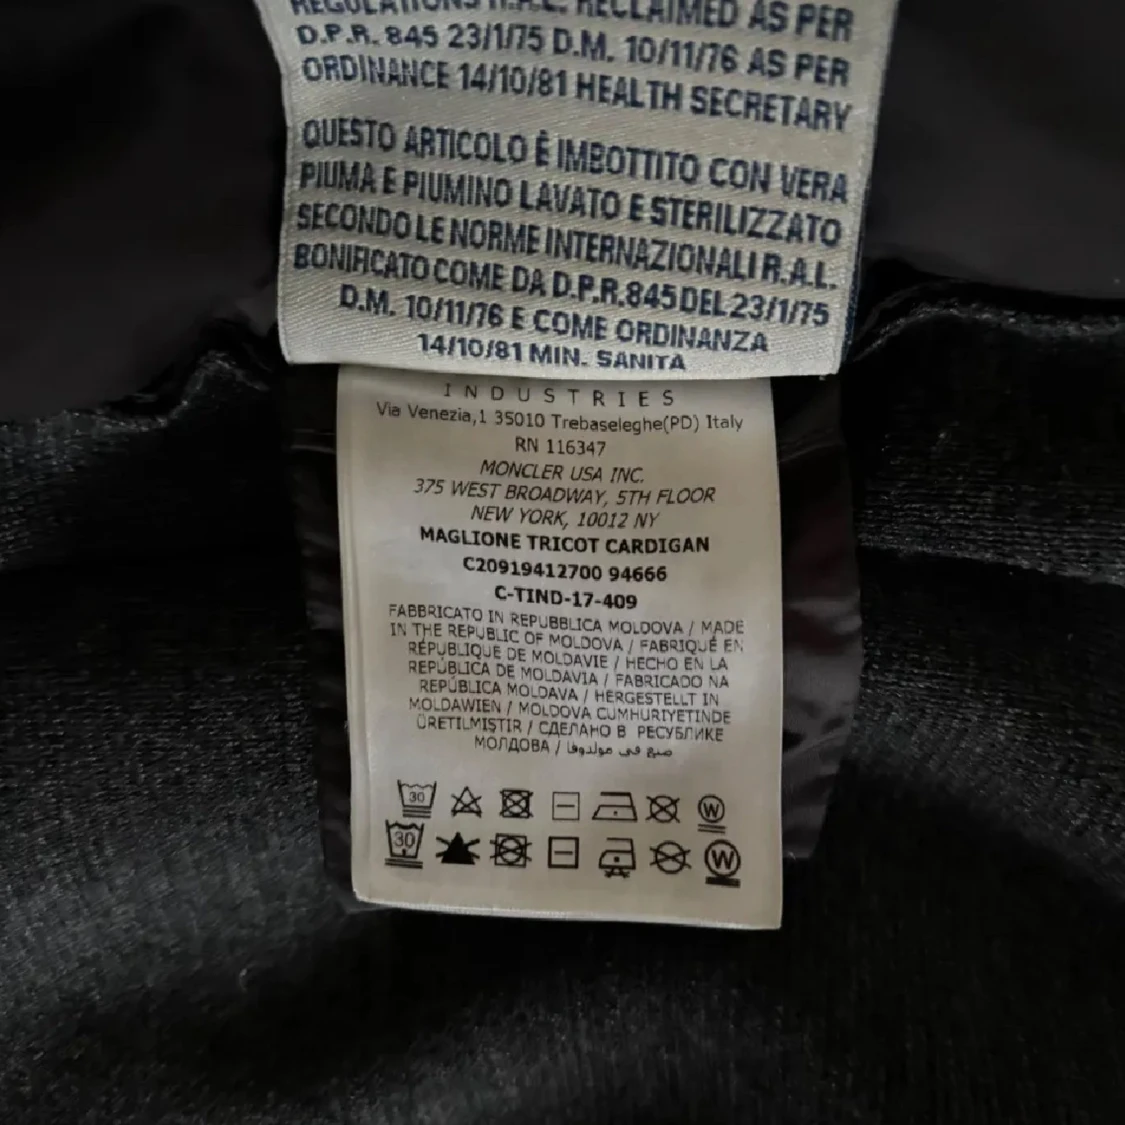 REGULATIONS R.A.L. RECLAIMED AS PER
D.P.R. 845 23/1/75 D.M. 10/11/76 AS PER
ORDINANCE 14/10/81 HEALTH SECRETARY
QUESTO ARTICOLO È IMBOTTITO CON VERA
PIUMA E PIUMINO LAVATO E STERILIZZATO
SECONDO LE NORME INTERNAZIONALI R.A.L.
BONIFICATO COME DA D.P.R.845 DEL 23/1/75
D.M. 10/11/76 E COME ORDINANZA
14/10/81 MIN. SANITA
INDUSTRIES
Via Venezia,1 35010 Trebaseleghe(PD) Italy
RN 116347
MONCLER USA INC.
375 WEST BROADWAY, 5TH FLOOR
NEW YORK, 10012 NY
MAGLIONE TRICOT CARDIGAN
C20919412700 94666
C-TIND-17-409
FABBRICATO IN REPUBBLICA MOLDOVA / MADE
IN THE REPUBLIC OF MOLDOVA / FABRIQUÉ EN
RÉPUBLIQUE DE MOLDAVIE / HECHO EN LA
REPÚBLICA DE MOLDAVIA / FABRICADO NA
REPÚBLICA MOLDAVA / HERGESTELLT IN
MOLDAWIEN / MOLDOVA CUMHURIYETINDE
ÜRETILMIŞTIR / СДЕЛАНО В РЕСУБЛИКЕ
МОЛДОВА / صنع في مولدوفا
30 W
30 W